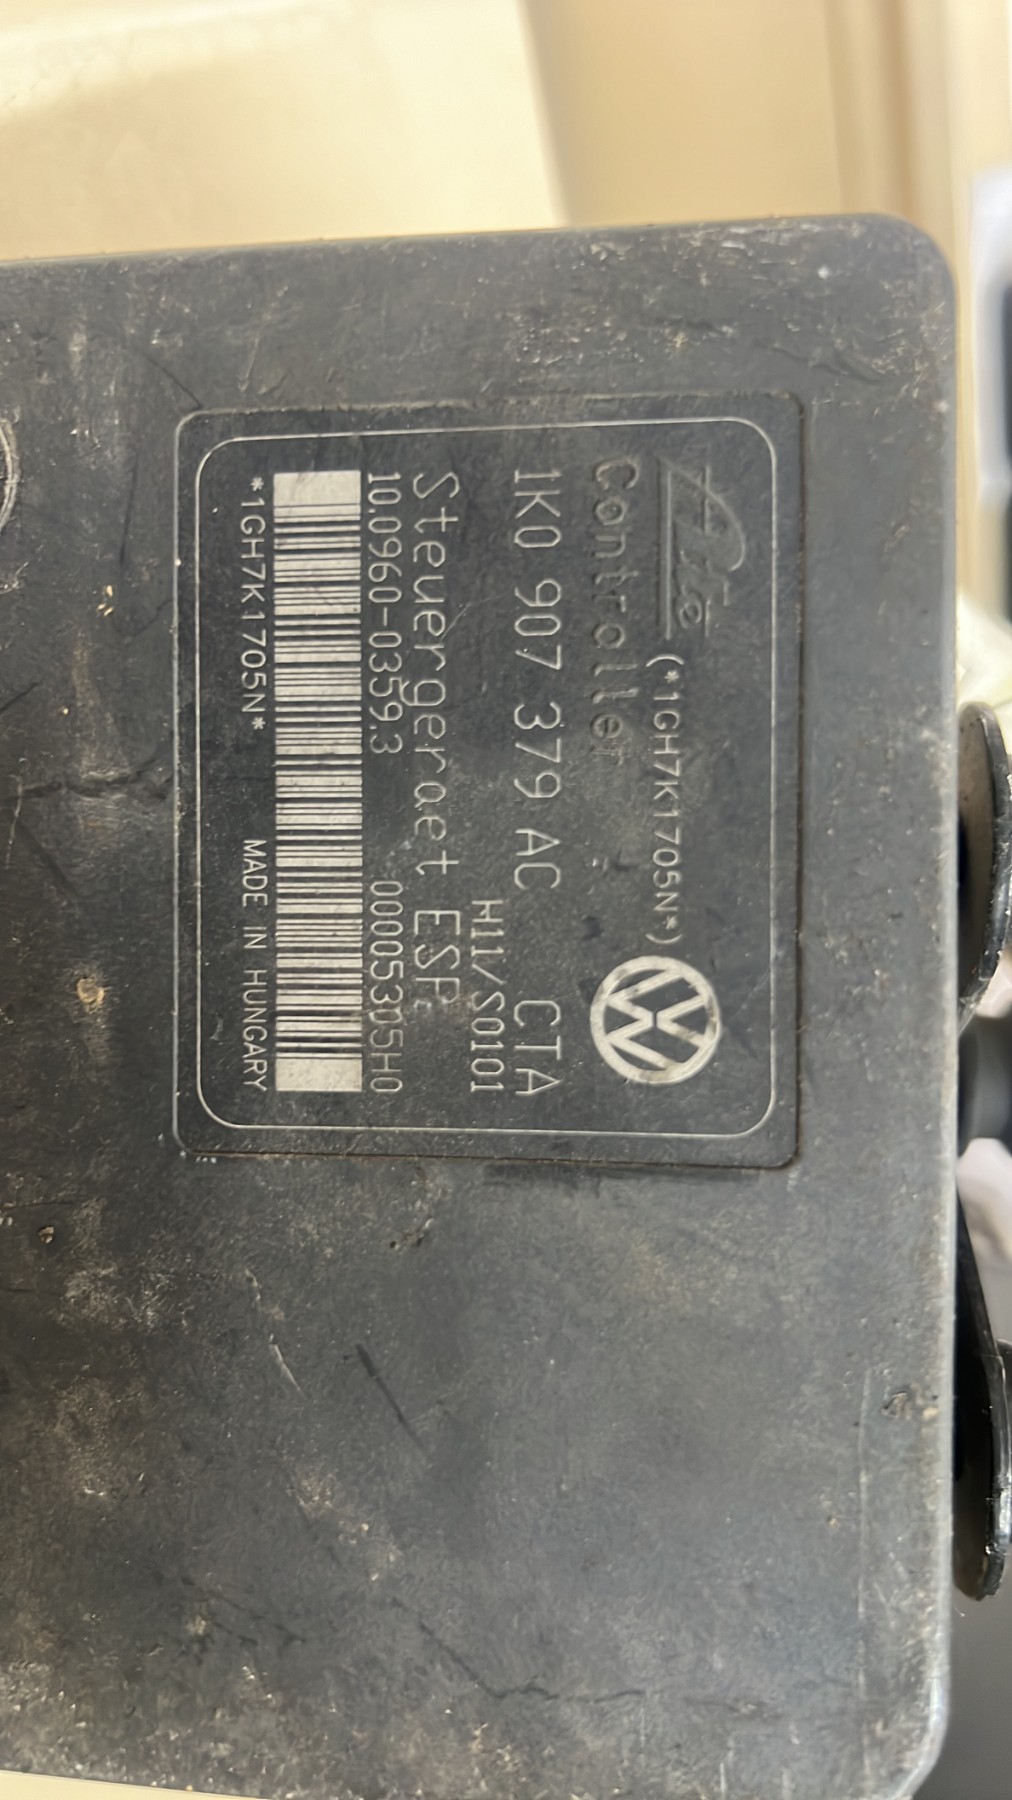 Ate (*1GH7K1705N*)
Controller
1K0 907 379 AC CTA
H11/S0101
Steuergeraet ESP
10.0960-0359.3 00005305H0
*1GH7K1705N* MADE IN HUNGARY